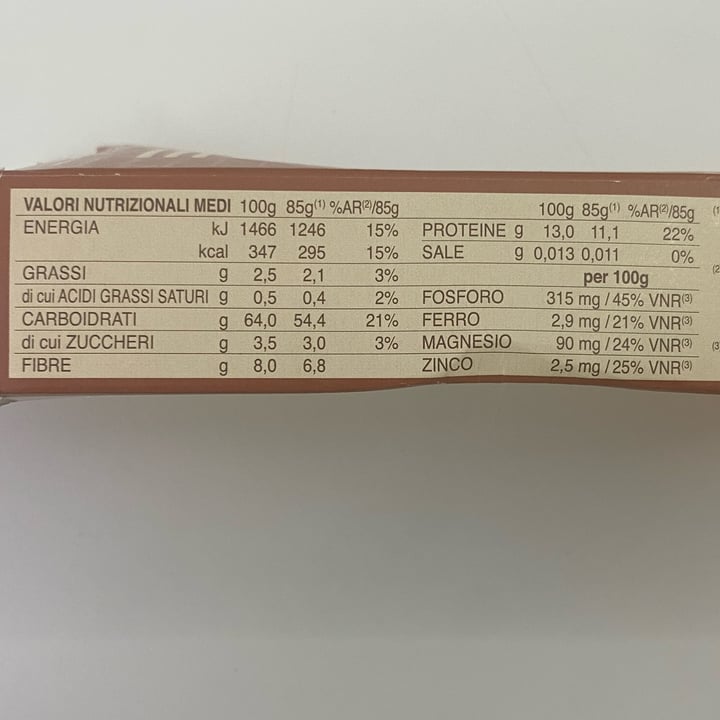 VALORI NUTRIZIONALI MEDI 100g 85g(1) %AR(2)/85g
ENERGIA kJ 1466 1246 15%
kcal 347 295 15%
GRASSI g 2,5 2,1 3%
di cui ACIDI GRASSI SATURI g 0,5 0,4 2%
CARBOIDRATI g 64,0 54,4 21%
di cui ZUCCHERI g 3,5 3,0 3%
FIBRE g 8,0 6,8
100g 85g(1) %AR(2)/85g
PROTEINE g 13,0 11,1 22%
SALE g 0,013 0,011 0%
per 100g
FOSFORO 315 mg / 45% VNR(3)
FERRO 2,9 mg / 21% VNR(3)
MAGNESIO 90 mg / 24% VNR(3)
ZINCO 2,5 mg / 25% VNR(3)